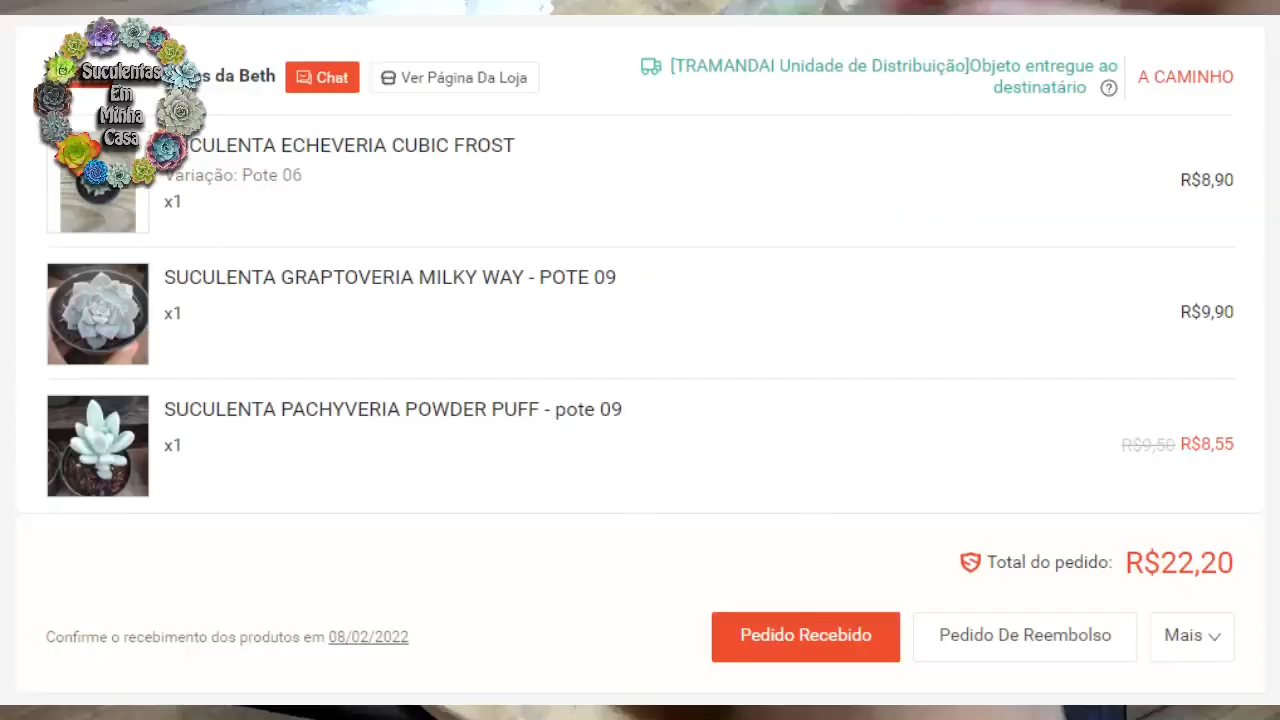 Suculentas
Em
Minha
Casa
s da Beth
Chat
Ver Página Da Loja
[TRAMANDAI Unidade de Distribuição]Objeto entregue ao
destinatário ?
A CAMINHO
CULENTA ECHEVERIA CUBIC FROST
Variação: Pote 06
x1
R$8,90
SUCULENTA GRAPTOVERIA MILKY WAY - POTE 09
x1
R$9,90
SUCULENTA PACHYVERIA POWDER PUFF - pote 09
x1
R$9,50 R$8,55
Total do pedido: R$22,20
Confirme o recebimento dos produtos em 08/02/2022
Pedido Recebido
Pedido De Reembolso
Mais